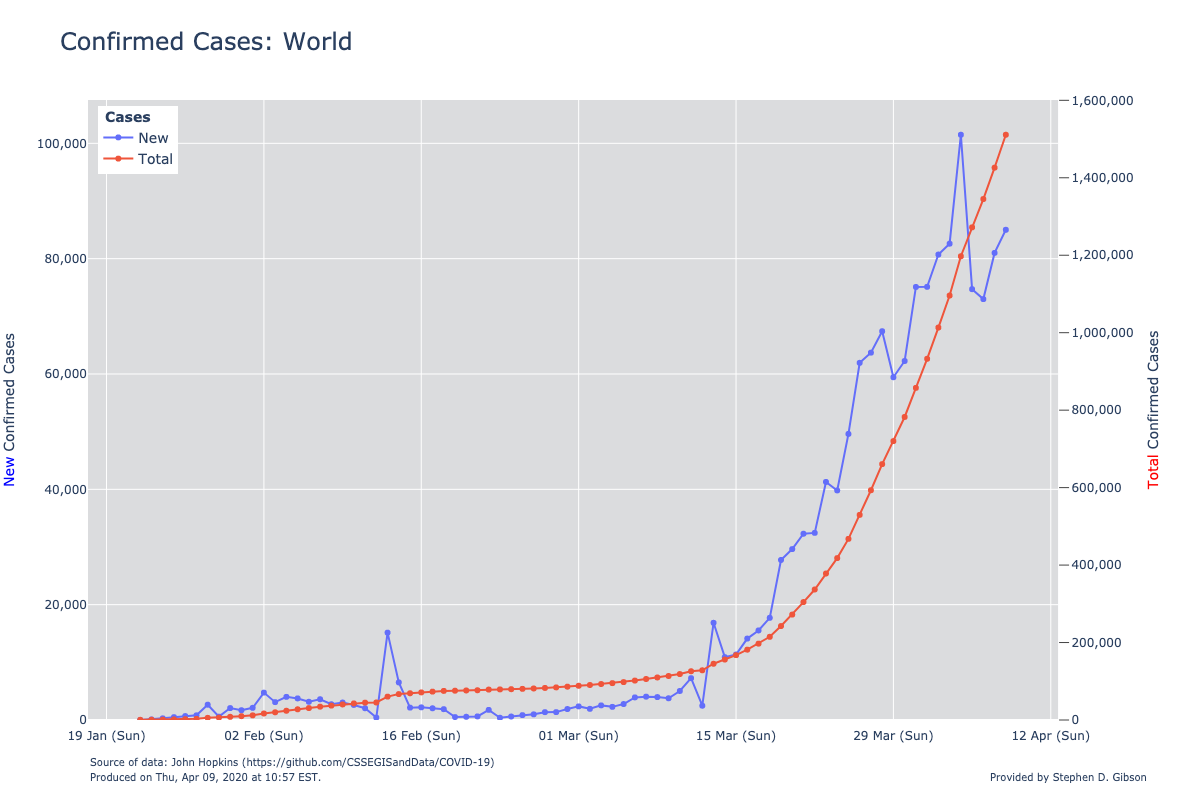 Confirmed Cases: World
Cases
New
Total
100,000
80,000
60,000
40,000
20,000
0
New Confirmed Cases
1,600,000
1,400,000
1,200,000
1,000,000
800,000
600,000
400,000
200,000
0
Total Confirmed Cases
19 Jan (Sun) 02 Feb (Sun) 16 Feb (Sun) 01 Mar (Sun) 15 Mar (Sun) 29 Mar (Sun) 12 Apr (Sun)
Source of data: John Hopkins (https://github.com/CSSEGISandData/COVID-19)
Produced on Thu, Apr 09, 2020 at 10:57 EST.
Provided by Stephen D. Gibson